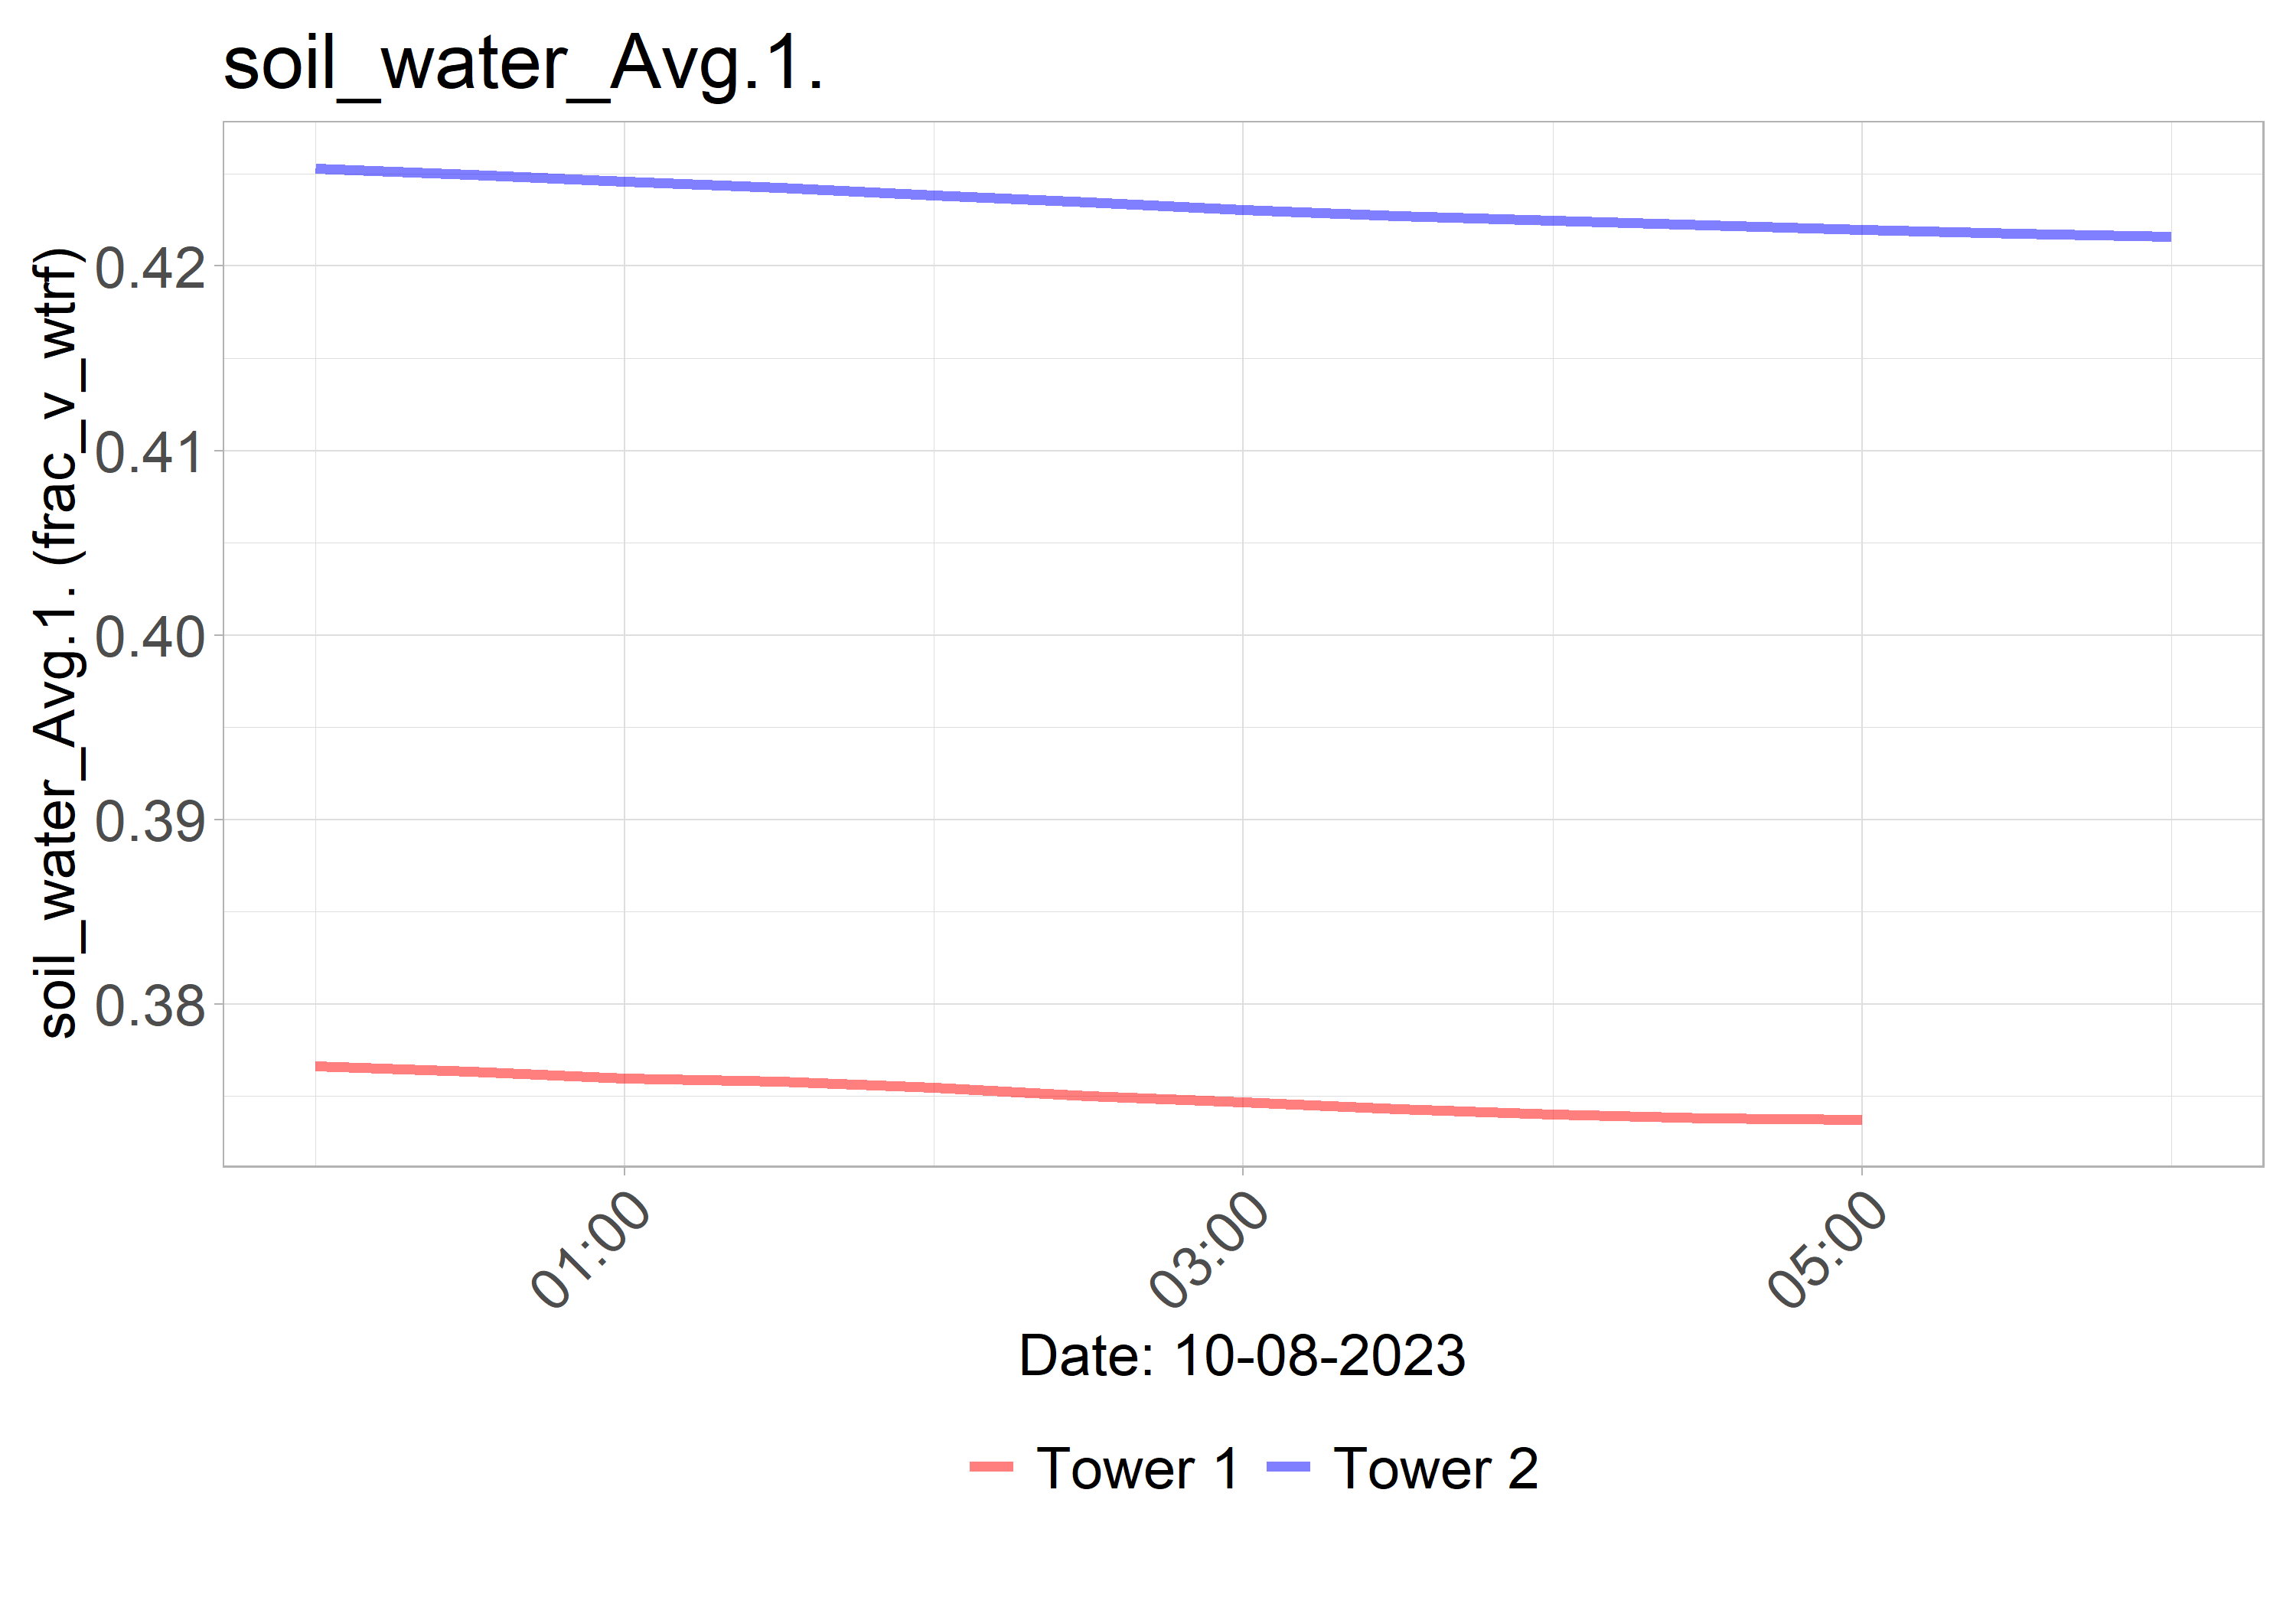 soil_water_Avg.1.
soil_water_Avg.1. (frac_v_wtrf)
0.42
0.41
0.40
0.39
0.38
01:00
03:00
05:00
Date: 10-08-2023
Tower 1 Tower 2